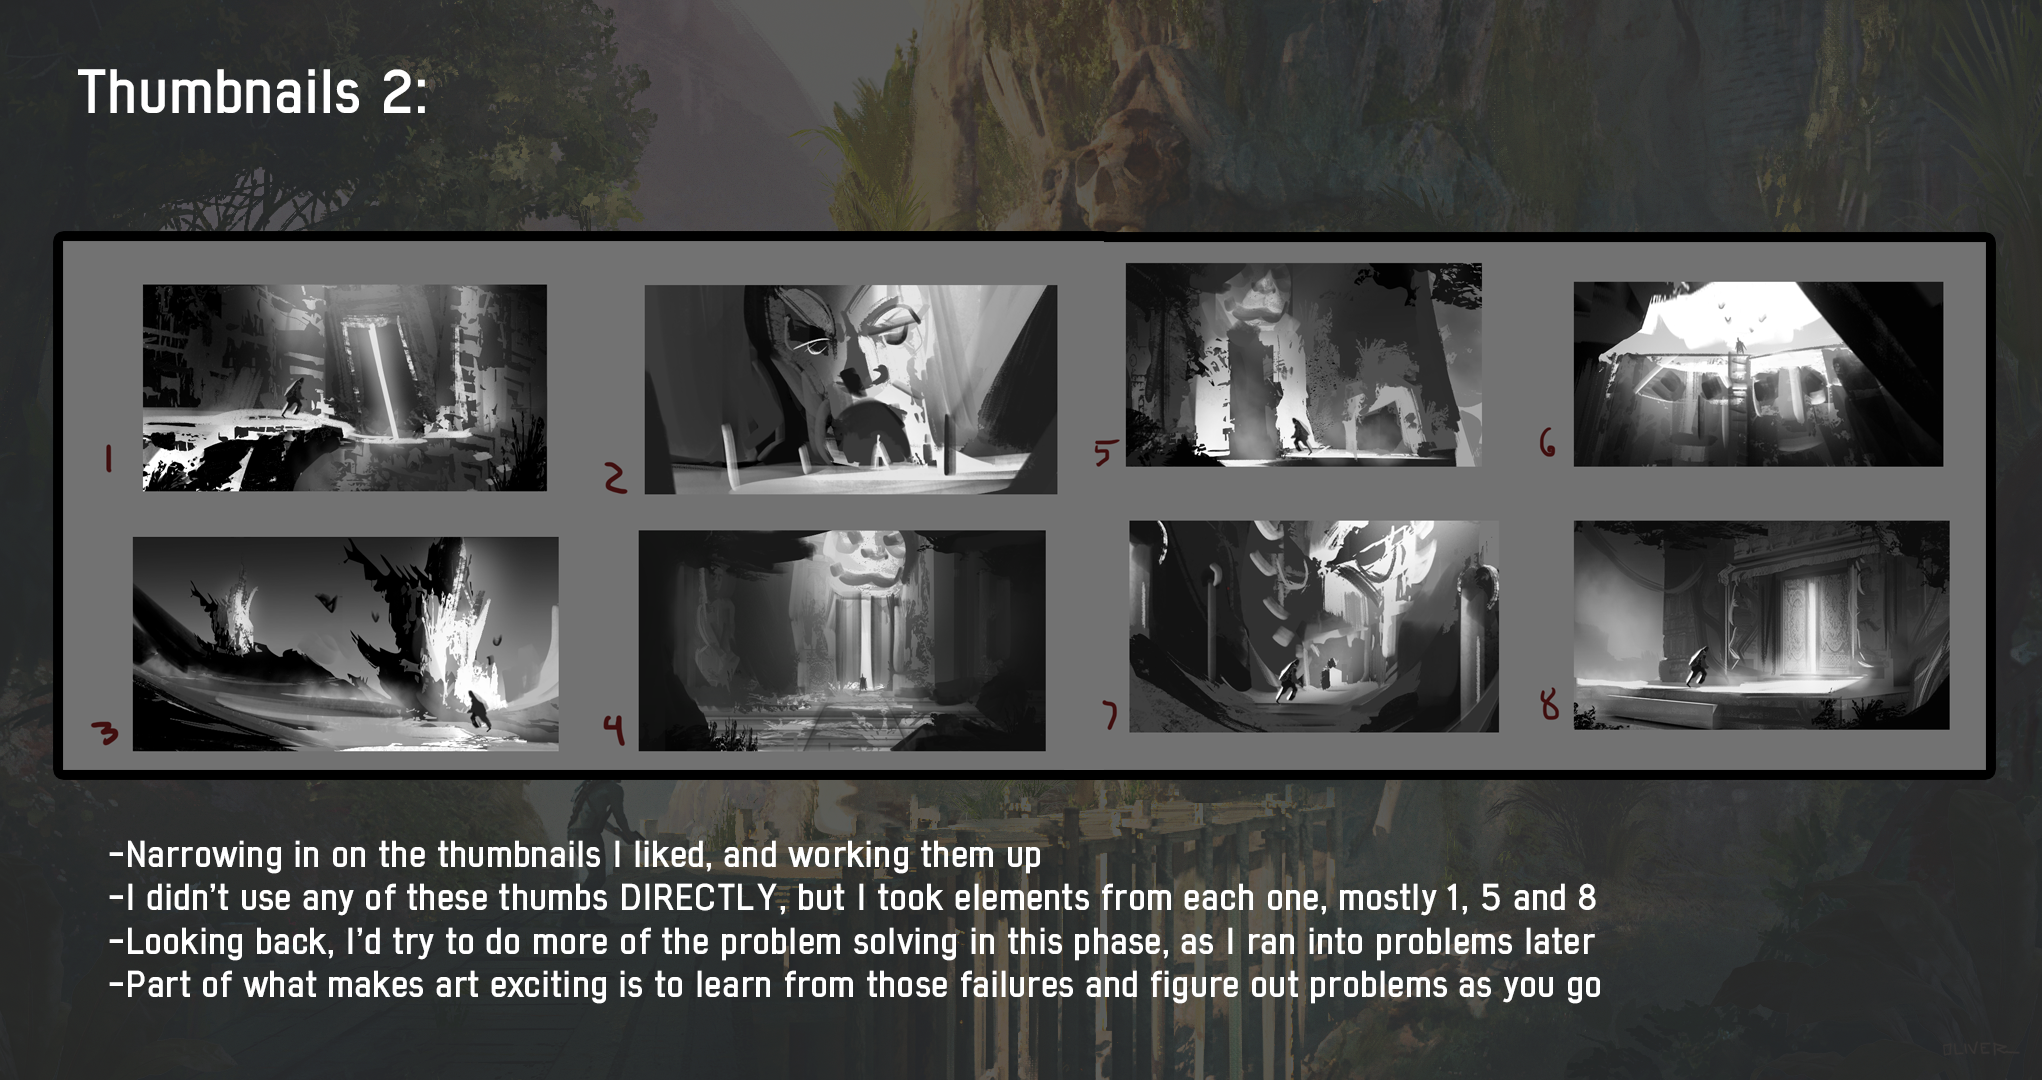 Thumbnails 2:
1
2
5
6
3
4
7
8
-Narrowing in on the thumbnails I liked, and working them up
-I didn't use any of these thumbs DIRECTLY, but I took elements from each one, mostly 1, 5 and 8
-Looking back, I'd try to do more of the problem solving in this phase, as I ran into problems later
-Part of what makes art exciting is to learn from those failures and figure out problems as you go
OLIVER